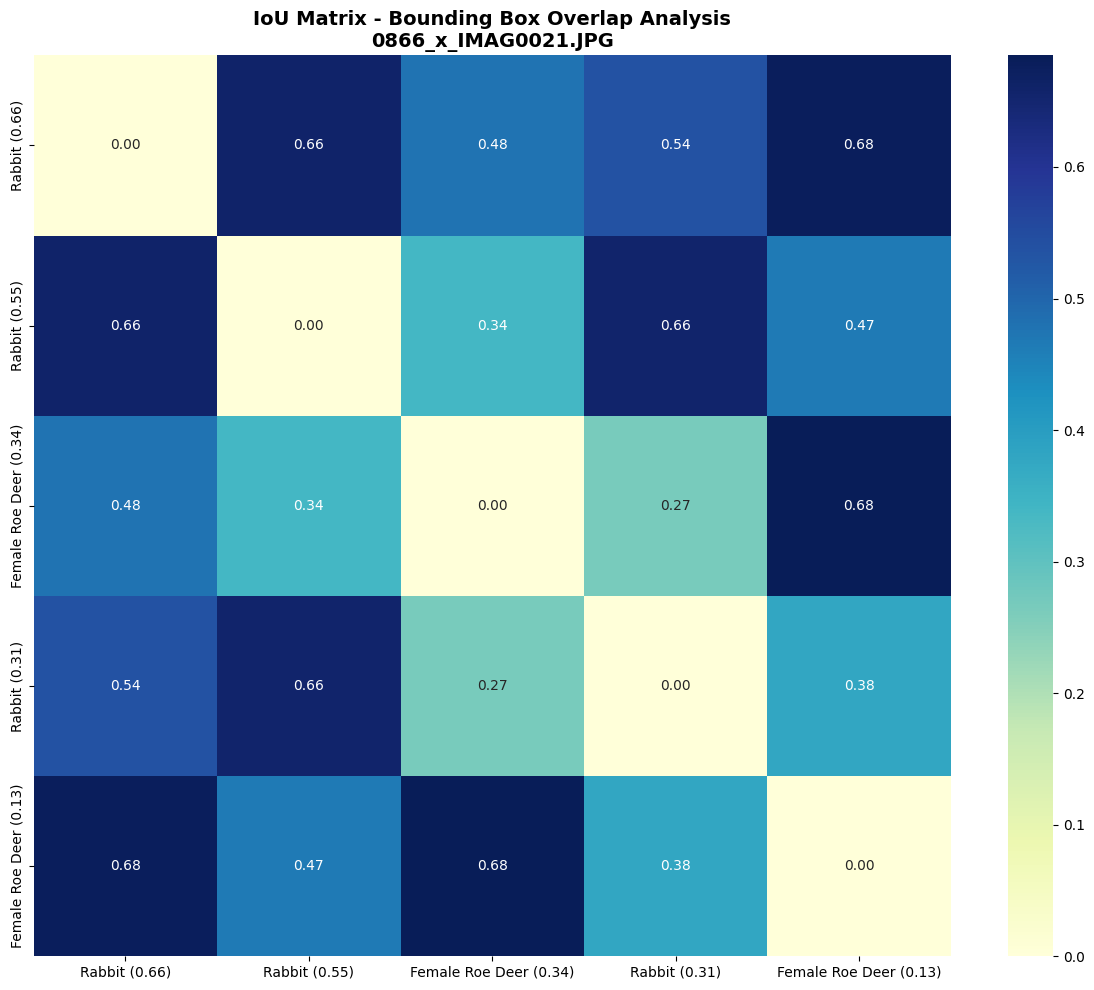 IoU Matrix - Bounding Box Overlap Analysis
0866_x_IMAG0021.JPG
Rabbit (0.66)
0.00 0.66 0.48 0.54 0.68
Rabbit (0.55)
0.66 0.00 0.34 0.66 0.47
Female Roe Deer (0.34)
0.48 0.34 0.00 0.27 0.68
Rabbit (0.31)
0.54 0.66 0.27 0.00 0.38
Female Roe Deer (0.13)
0.68 0.47 0.68 0.38 0.00
Rabbit (0.66) Rabbit (0.55) Female Roe Deer (0.34) Rabbit (0.31) Female Roe Deer (0.13)
0.6
0.5
0.4
0.3
0.2
0.1
0.0